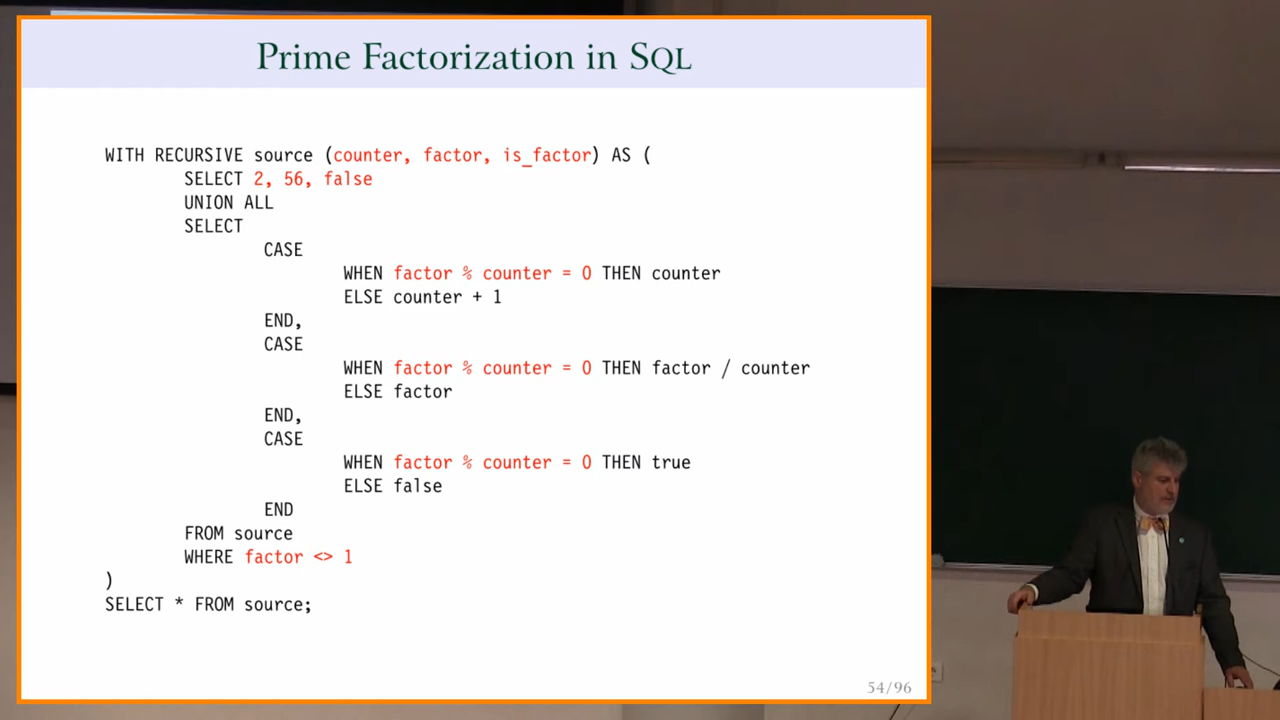 Prime Factorization in SQL
WITH RECURSIVE source (counter, factor, is_factor) AS (
SELECT 2, 56, false
UNION ALL
SELECT
CASE
WHEN factor % counter = 0 THEN counter
ELSE counter + 1
END,
CASE
WHEN factor % counter = 0 THEN factor / counter
ELSE factor
END,
CASE
WHEN factor % counter = 0 THEN true
ELSE false
END
FROM source
WHERE factor <> 1
)
SELECT * FROM source;
54/96